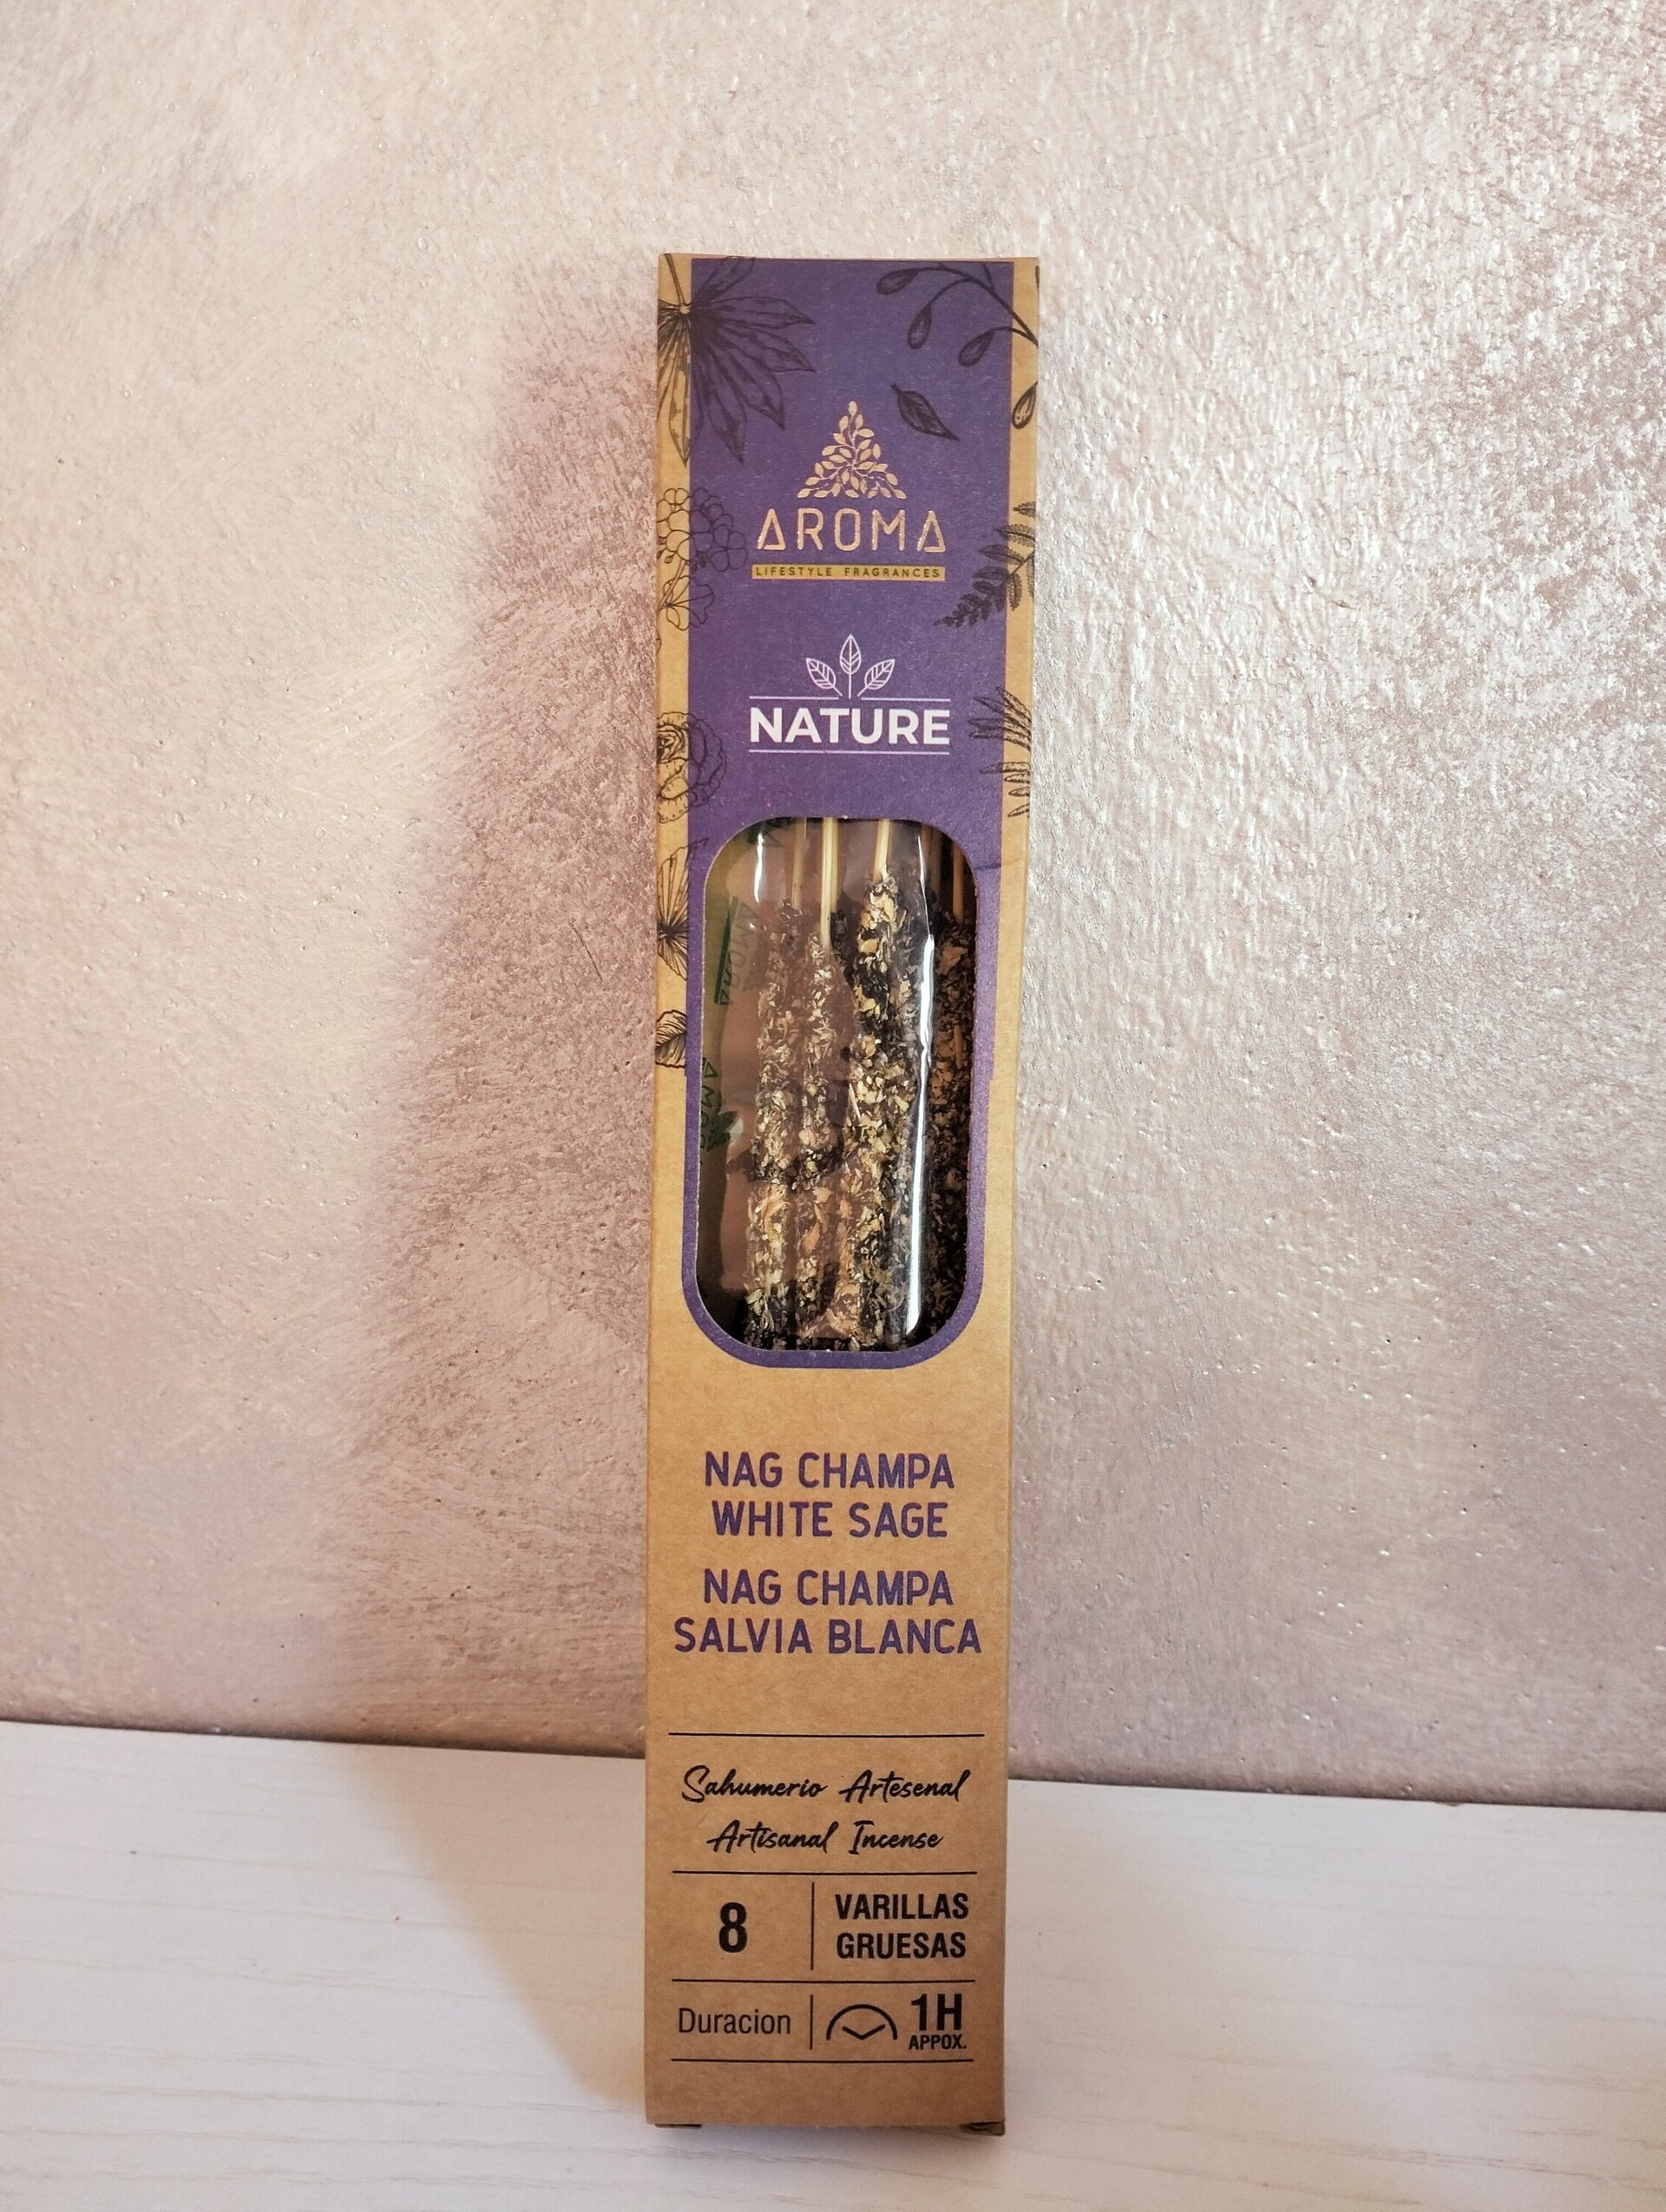 AROMA
LIFESTYLE FRAGRANCES
NATURE
NAG CHAMPA
WHITE SAGE
NAG CHAMPA
SALVIA BLANCA
Sahumerio Artesenal
Artisanal Incense
8
VARILLAS
GRUESAS
Duracion
1H
APPOX.